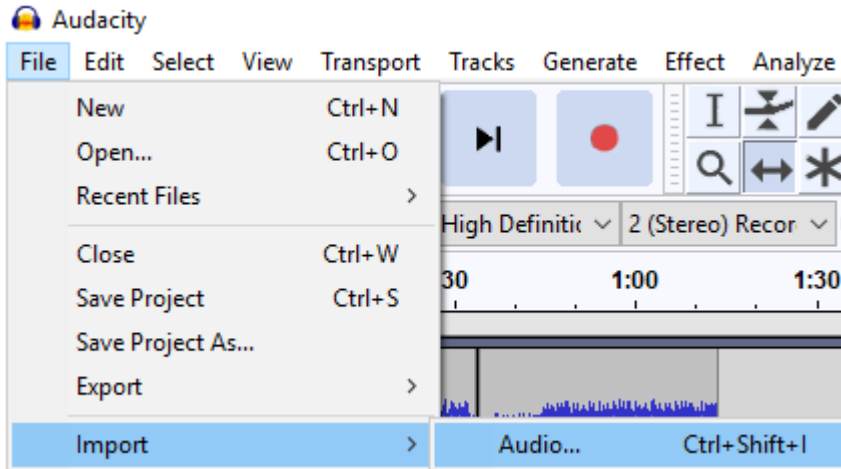 Audacity
File Edit Select View Transport Tracks Generate Effect Analyze
New Ctrl+N
Open... Ctrl+O
Recent Files >
High Definitic 2 (Stereo) Recor
Close Ctrl+W
30 1:00 1:30
Save Project Ctrl+S
Save Project As...
Export >
Import > Audio... Ctrl+Shift+I